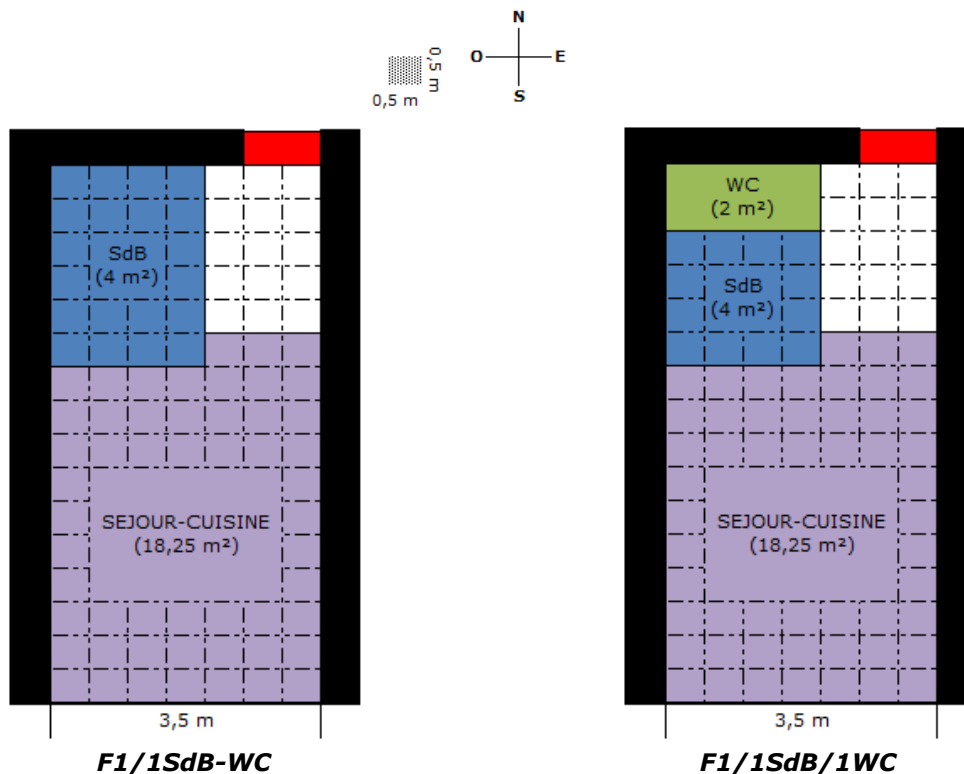 N
O
E
S
0,5 m
0,5 m
SdB
(4 m²)
SEJOUR-CUISINE
(18,25 m²)
3,5 m
F1/1SdB-WC
WC
(2 m²)
SdB
(4 m²)
SEJOUR-CUISINE
(18,25 m²)
3,5 m
F1/1SdB/1WC